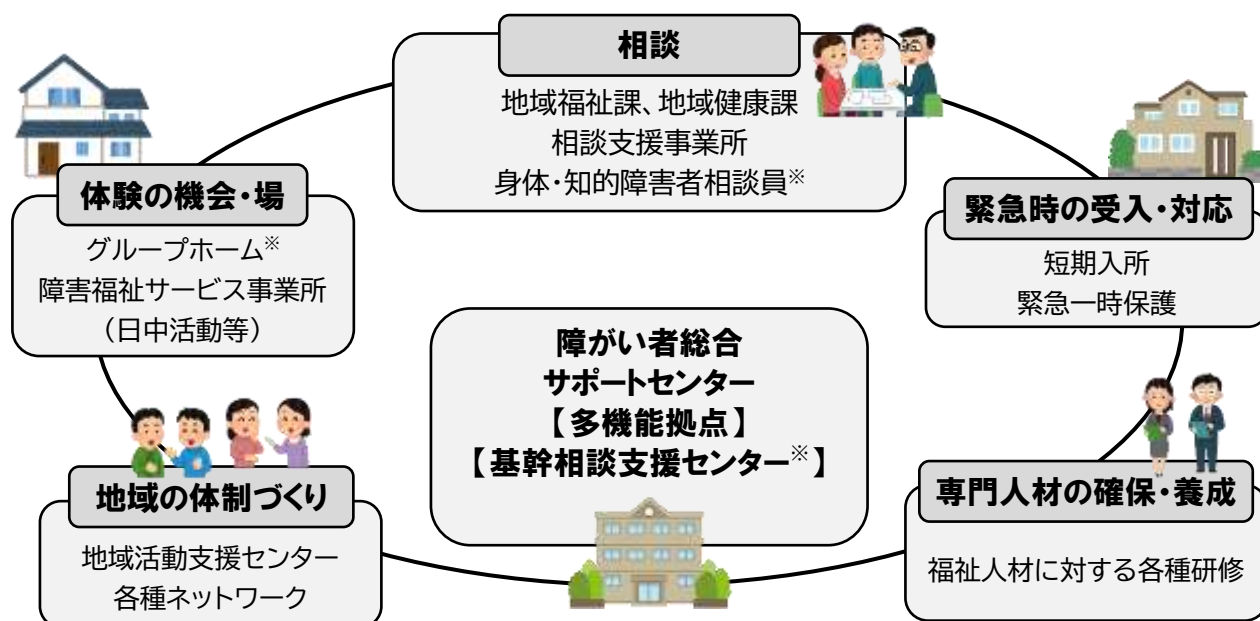 相談
地域福祉課、地域健康課
相談支援事業所
身体・知的障害者相談員※
体験の機会・場
グループホーム※
障害福祉サービス事業所
（日中活動等）
緊急時の受入・対応
短期入所
緊急一時保護
障がい者総合
サポートセンター
【多機能拠点】
【基幹相談支援センター※】
地域の体制づくり
地域活動支援センター
各種ネットワーク
専門人材の確保・養成
福祉人材に対する各種研修